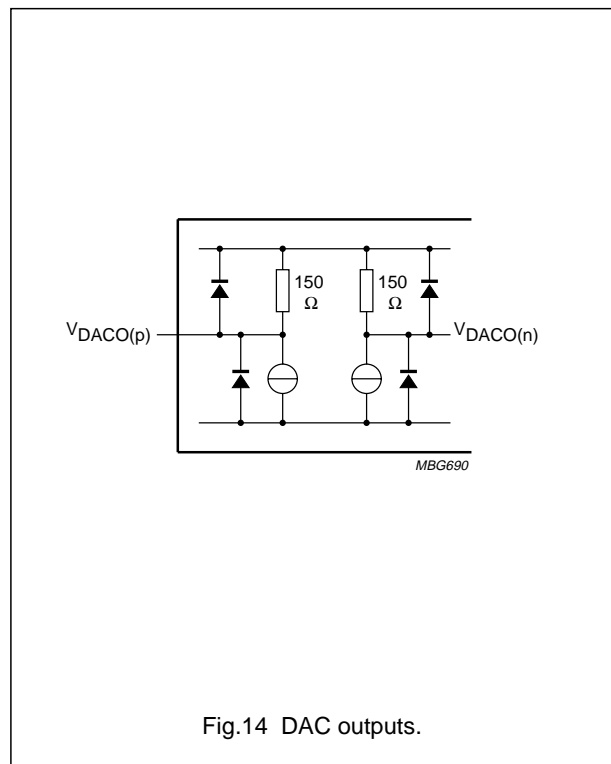 150 150
Ω Ω
VDACO(p) VDACO(n)
MBG690
Fig.14 DAC outputs.